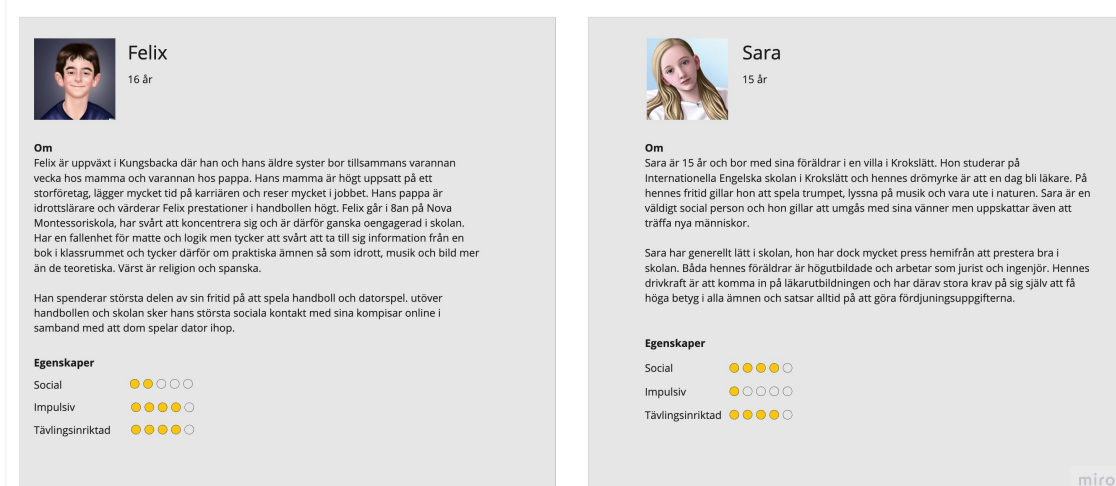 Felix
16 år
Om
Felix är uppväxt i Kungsbacka där han och hans äldre syster bor tillsammans varannan
vecka hos mamma och varannan hos pappa. Hans mamma är högt uppsatt på ett
storföretag, lägger mycket tid på karriären och reser mycket i jobbet. Hans pappa är
idrottslärare och värderar Felix prestationer i handbollen högt. Felix går i 8an på Nova
Montessoriskola, har svårt att koncentrera sig och är därför ganska oengagerad i skolan.
Har en fallenhet för matte och logik men tycker att svårt att ta till sig information från en
bok i klassrummet och tycker därför om praktiska ämnen så som idrott, musik och bild mer
än de teoretiska. Värst är religion och spanska.
Han spenderar största delen av sin fritid på att spela handboll och datorspel. utöver
handbollen och skolan sker hans största sociala kontakt med sina kompisar online i
samband med att dom spelar dator ihop.
Egenskaper
Social
Impulsiv
Tävlingsinriktad
Sara
15 år
Om
Sara är 15 år och bor med sina föräldrar i en villa i Krokslätt. Hon studerar på
Internationella Engelska skolan i Krokslätt och hennes drömyrke är att en dag bli läkare. På
hennes fritid gillar hon att spela trumpet, lyssna på musik och vara ute i naturen. Sara är en
väldigt social person och hon gillar att umgås med sina vänner men uppskattar även att
träffa nya människor.
Sara har generellt lätt i skolan, hon har dock mycket press hemifrån att prestera bra i
skolan. Båda hennes föräldrar är högutbildade och arbetar som jurist och ingenjör. Hennes
drivkraft är att komma in på läkarutbildningen och har därav stora krav på sig själv att få
höga betyg i alla ämnen och satsar alltid på att göra fördjuningsuppgifterna.
Egenskaper
Social
Impulsiv
Tävlingsinriktad
miro